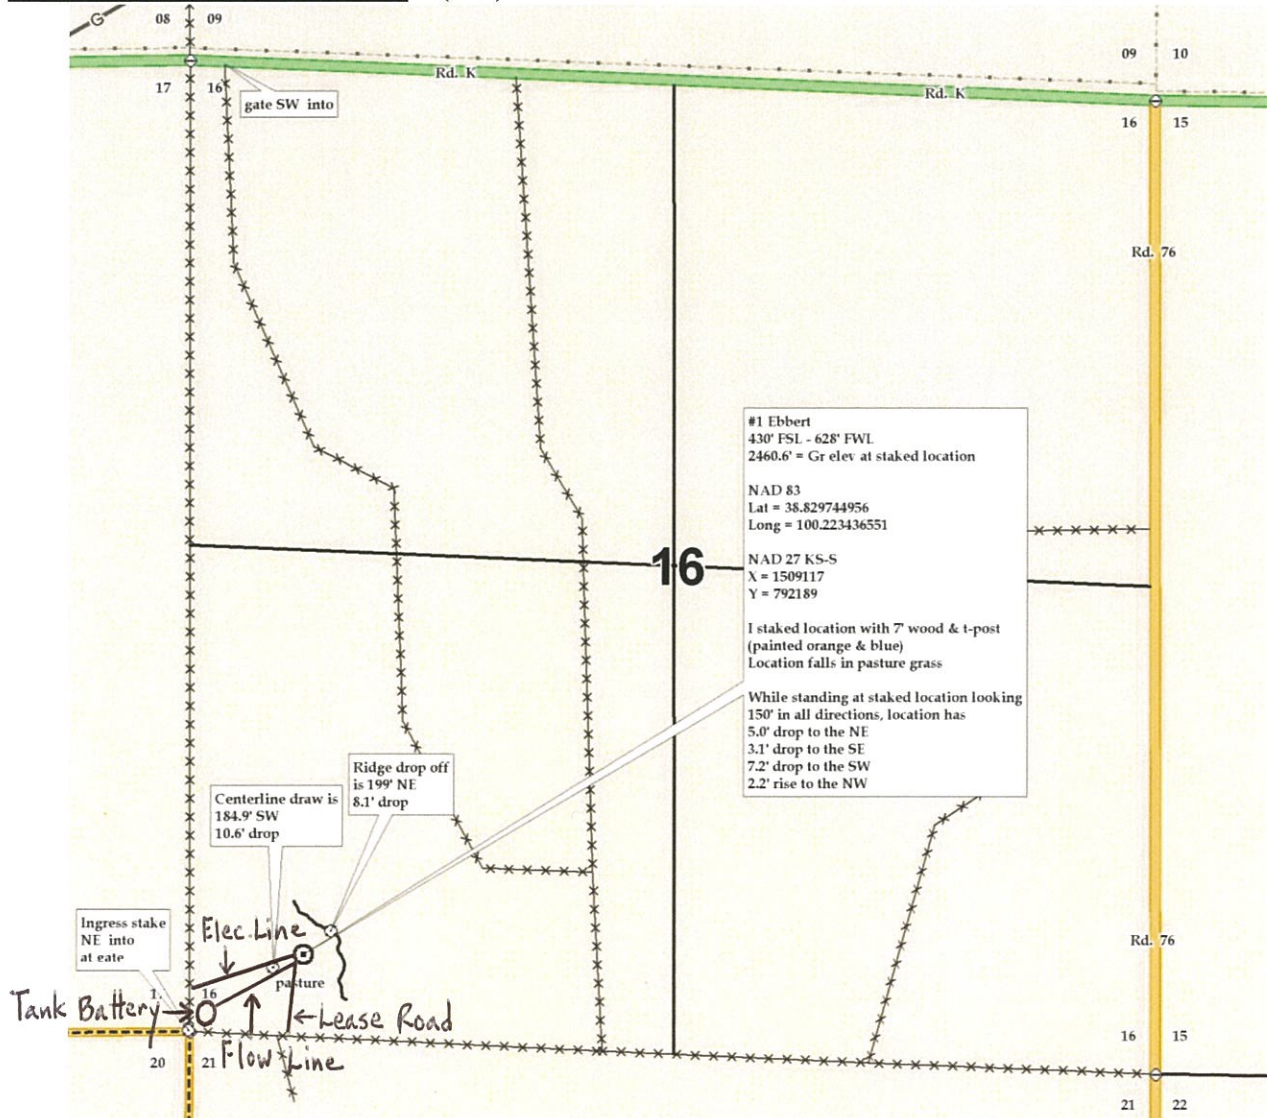 G
08 09
09 10
Rd. K
Rd. K
17 16
gate SW into
16 15
Rd. 76
#1 Ebbert
430' FSL - 628' FWL
2460.6' = Gr elev at staked location
NAD 83
Lat = 38.829744956
Long = 100.223436551
16
NAD 27 KS-S
X = 1509117
Y = 792189
I staked location with 7' wood & t-post
(painted orange & blue)
Location falls in pasture grass
While standing at staked location looking
150' in all directions, location has
5.0' drop to the NE
3.1' drop to the SE
7.2' drop to the SW
2.2' rise to the NW
Ridge drop off
is 199' NE
8.1' drop
Centerline draw is
184.9' SW
10.6' drop
Ingress stake
NE into
at eate
Elec Line
Rd. 76
pasture
16
Tank Battery
Lease Road
16 15
20 21
Flow Line
21 22